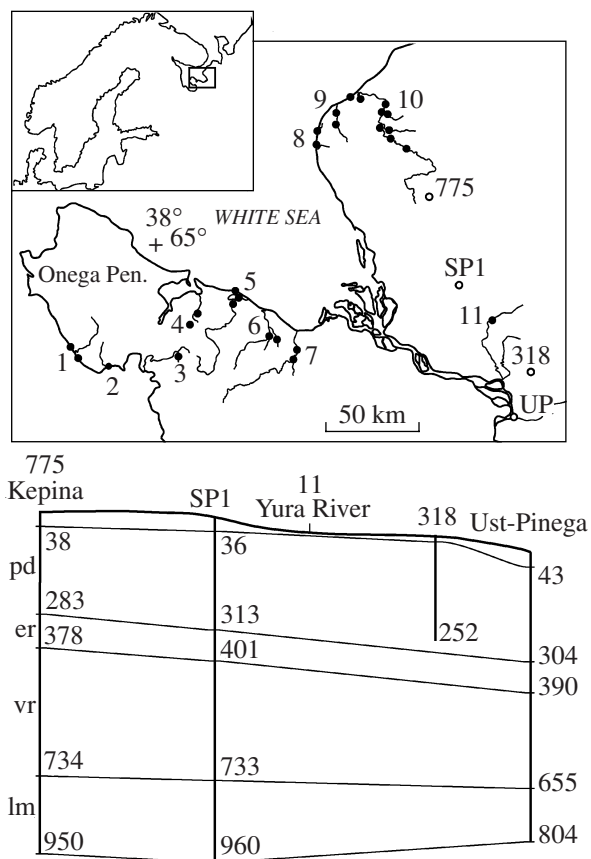 9
10
8
775
38°
WHITE SEA
+ 65°
Onega Pen.
SP1
5
11
4
6
318
1
7
3
2
UP
50 km
775
Kepina
SP1
11
Yura River
318
Ust-Pinega
38
36
43
pd
283
313
252
er
378
401
304
390
vr
734
733
655
lm
950
960
804